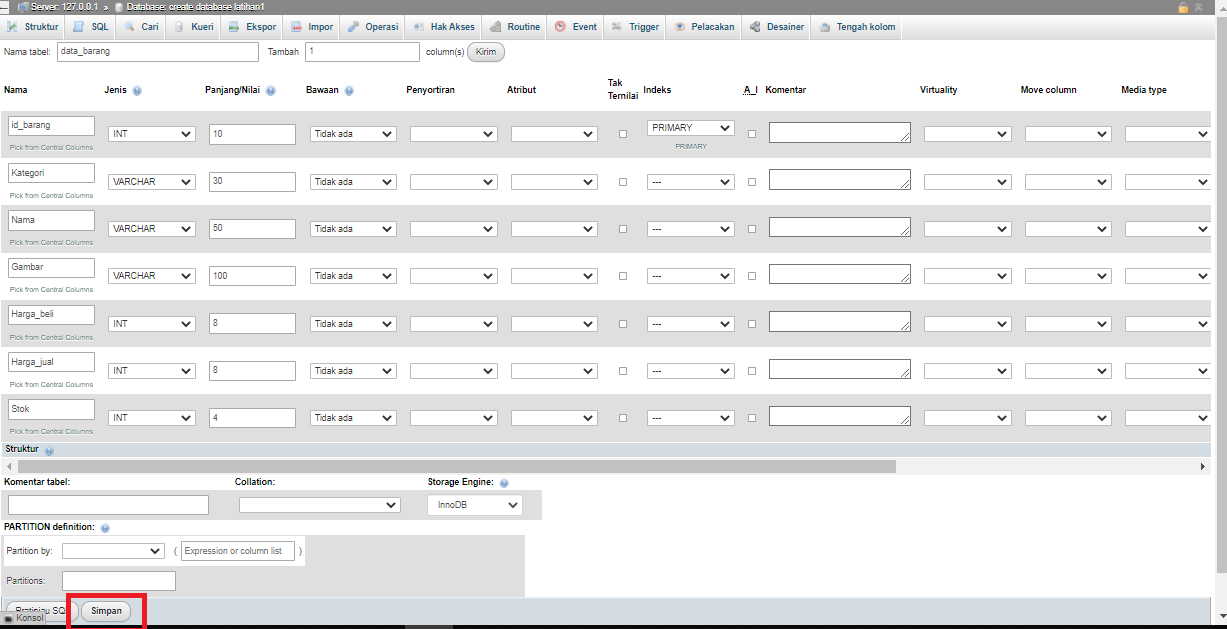 Server: 127.0.0.1 » Database: create database latihan1
Struktur SQL Cari Kueri Ekspor Impor Operasi Hak Akses Routine Event Trigger Pelacakan Desainer Tengah kolom
Nama tabel: data_barang Tambah 1 column(s) Kirim
Nama Jenis Panjang/Nilai Bawaan Penyortiran Atribut Tak Ternilai Indeks A_I Komentar Virtuality Move column Media type
id_barang INT 10 Tidak ada PRIMARY
Pick from Central Columns PRIMARY
Kategori VARCHAR 30 Tidak ada ---
Pick from Central Columns
Nama VARCHAR 50 Tidak ada ---
Pick from Central Columns
Gambar VARCHAR 100 Tidak ada ---
Pick from Central Columns
Harga_beli INT 8 Tidak ada ---
Pick from Central Columns
Harga_jual INT 8 Tidak ada ---
Pick from Central Columns
Stok INT 4 Tidak ada ---
Pick from Central Columns
Struktur
Komentar tabel: Collation: Storage Engine:
InnoDB
PARTITION definition:
Partition by: ( Expression or column list )
Partitions:
Pratinjau SQL Simpan
Konsol